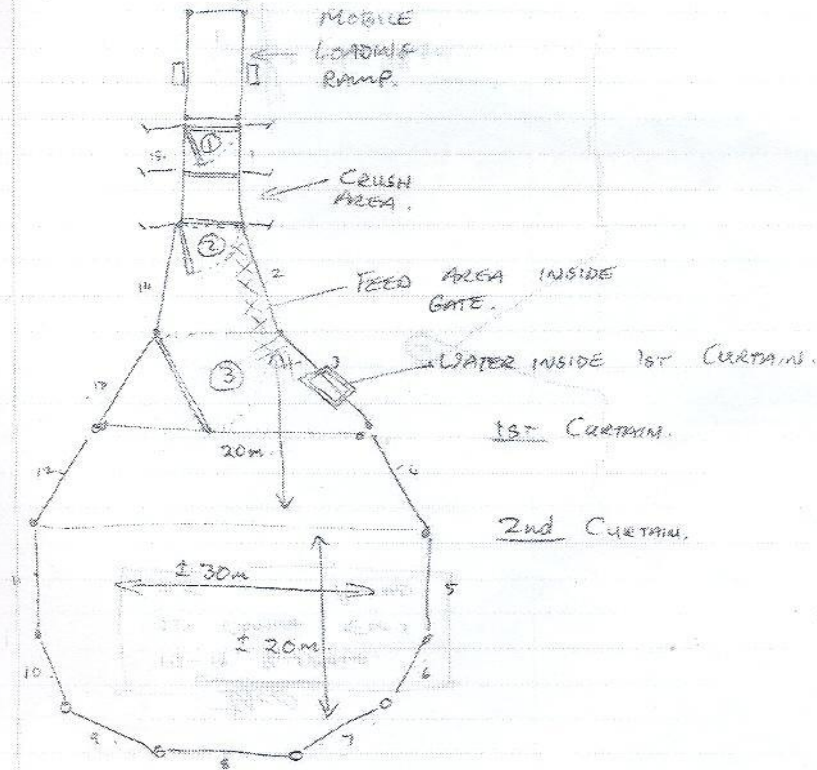 MOBILE
LOADING
RAMP.
①
15.
1
CRUSH
AREA.
②
14
2
FEED AREA INSIDE
GATE.
3
WATER INSIDE 1ST CURTAIN.
③
13
1st CURTAIN.
20m
12
4
2nd CURTAIN.
± 30m
5
± 20m
10
6
9
7
8